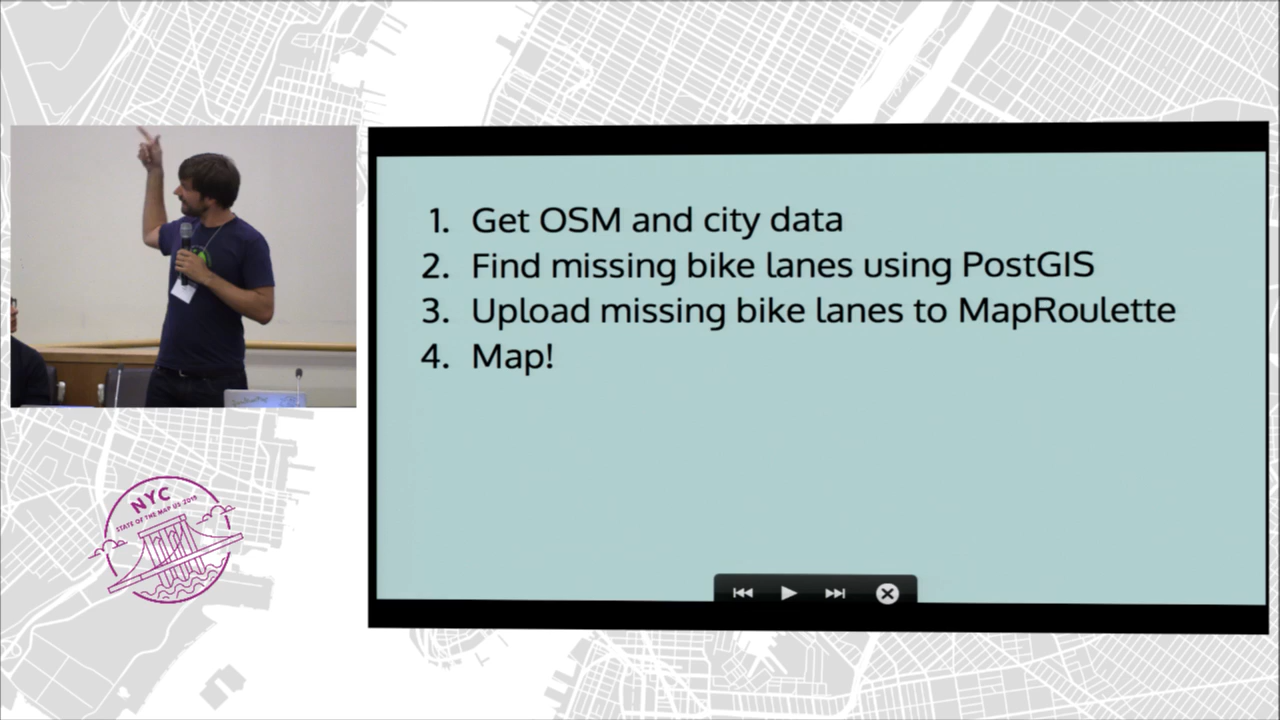 1. Get OSM and city data
2. Find missing bike lanes using PostGIS
3. Upload missing bike lanes to MapRoulette
4. Map!
NYC
STATE OF THE MAP US 2015